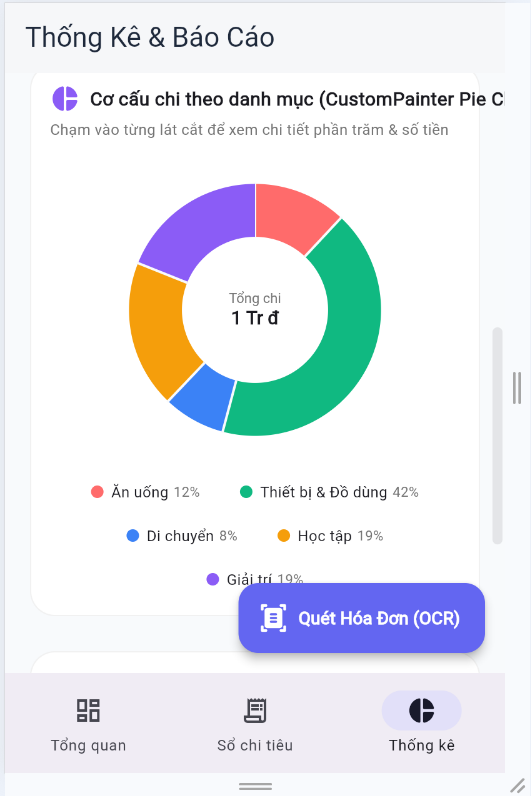 Thống Kê & Báo Cáo
Cơ cấu chi theo danh mục (CustomPainter Pie C
Chạm vào từng lát cắt để xem chi tiết phần trăm & số tiền
Tổng chi
1 Tr đ
Ăn uống 12%
Thiết bị & Đồ dùng 42%
Di chuyển 8%
Học tập 19%
Giải trí 19%
Quét Hóa Đơn (OCR)
Tổng quan
Sổ chi tiêu
Thống kê